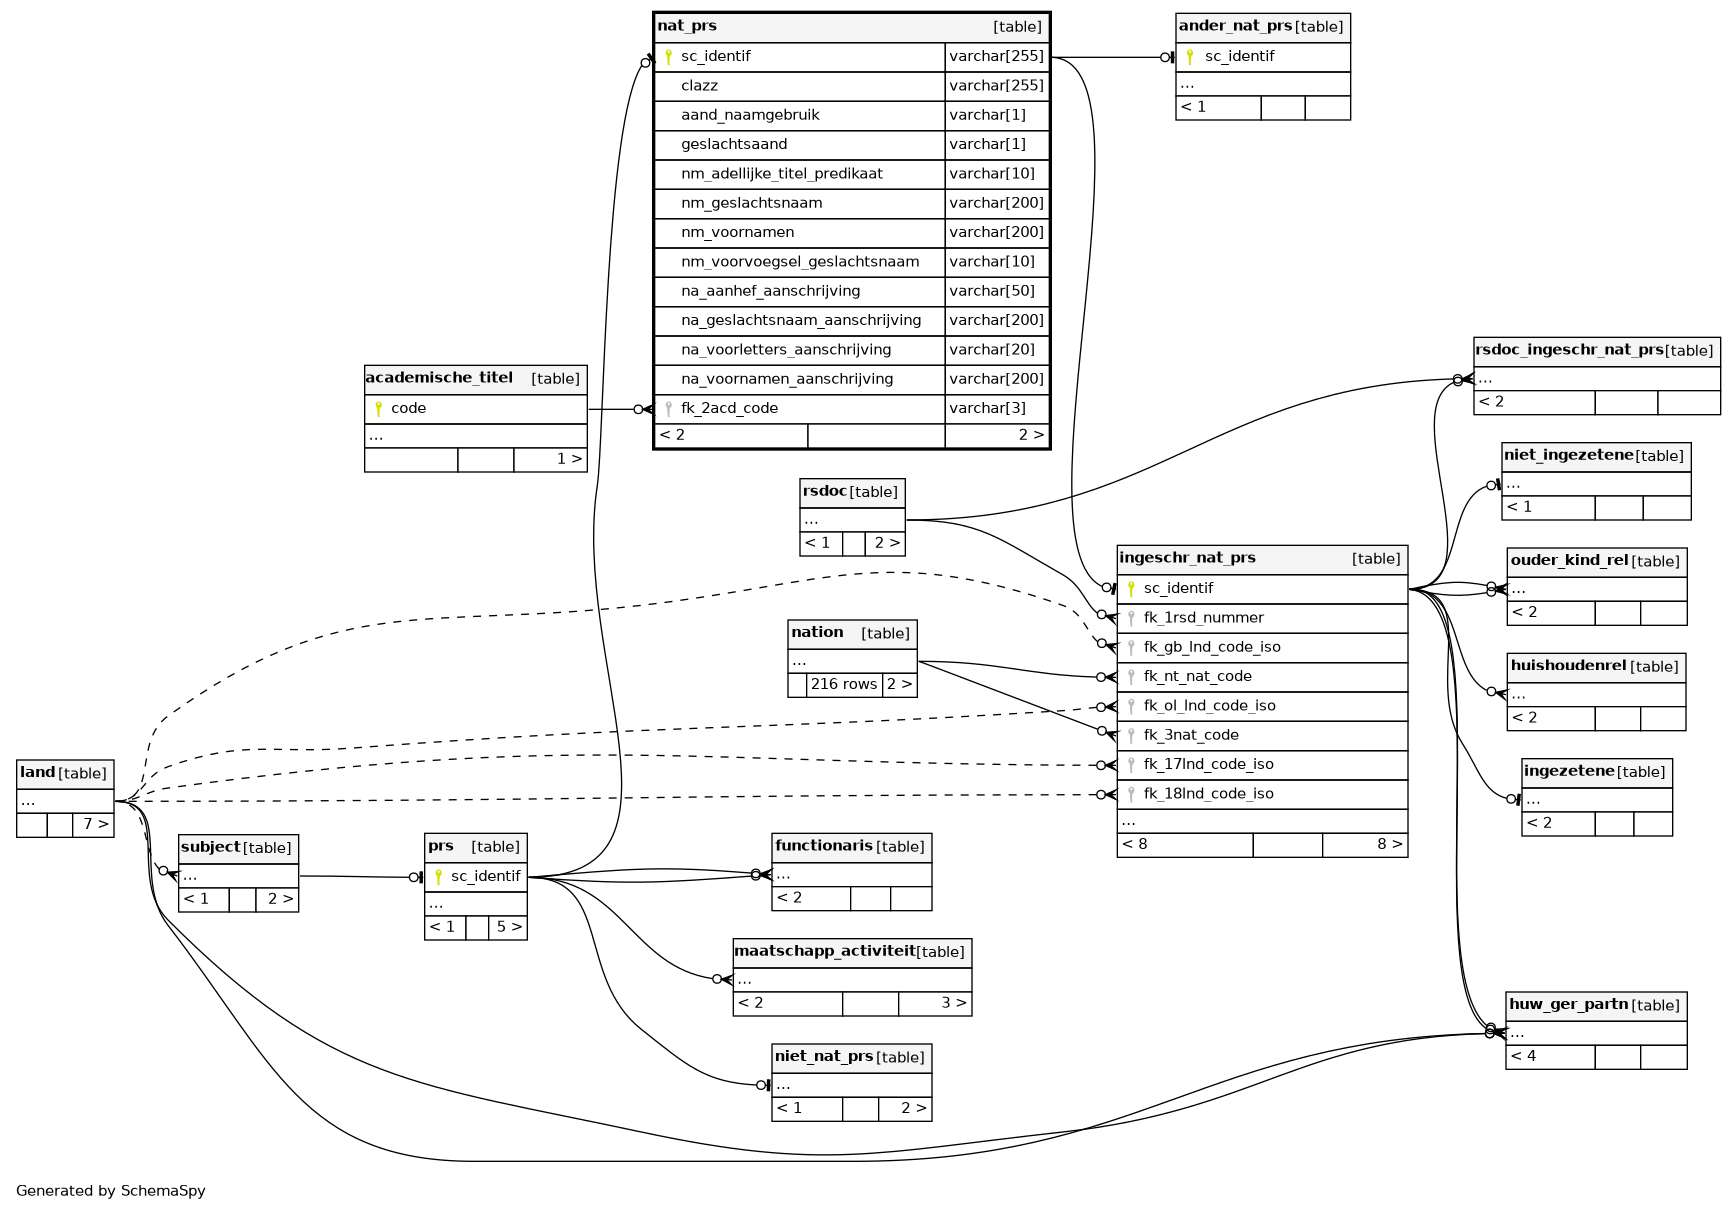 nat_prs [table]
sc_identif varchar[255]
clazz varchar[255]
aand_naamgebruik varchar[1]
geslachtsaand varchar[1]
nm_adellijke_titel_predikaat varchar[10]
nm_geslachtsnaam varchar[200]
nm_voornamen varchar[200]
nm_voorvoegsel_geslachtsnaam varchar[10]
na_aanhef_aanschrijving varchar[50]
na_geslachtsnaam_aanschrijving varchar[200]
na_voorletters_aanschrijving varchar[20]
na_voornamen_aanschrijving varchar[200]
fk_2acd_code varchar[3]
< 2 2 >
ander_nat_prs [table]
sc_identif
...
< 1
academische_titel [table]
code
...
1 >
rsdoc_ingeschr_nat_prs [table]
...
< 2
niet_ingezetene [table]
...
< 1
rsdoc [table]
...
< 1 2 >
ingeschr_nat_prs [table]
sc_identif
fk_1rsd_nummer
fk_gb_lnd_code_iso
fk_nt_nat_code
fk_ol_lnd_code_iso
fk_3nat_code
fk_17lnd_code_iso
fk_18lnd_code_iso
...
< 8 8 >
ouder_kind_rel [table]
...
< 2
nation [table]
...
216 rows 2 >
huishoudenrel [table]
...
< 2
land [table]
...
7 >
ingezetene [table]
...
< 2
subject [table]
...
< 1 2 >
prs [table]
sc_identif
...
< 1 5 >
functionaris [table]
...
< 2
maatschapp_activiteit [table]
...
< 2 3 >
huw_ger_partn [table]
...
< 4
niet_nat_prs [table]
...
< 1 2 >
Generated by SchemaSpy